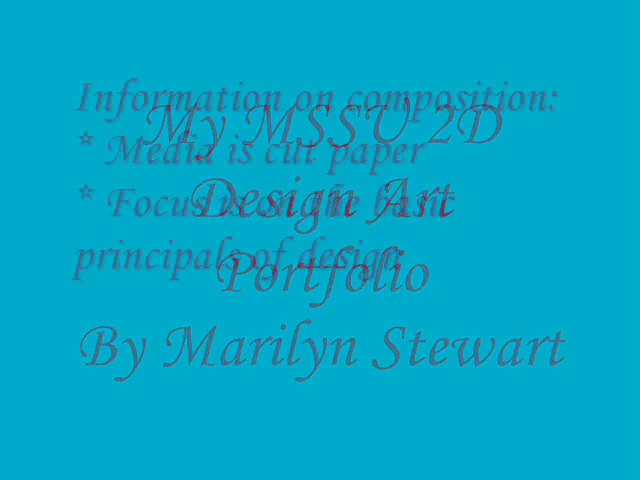 Information on composition:
* Media is cut paper
* Focus is on the basic
principals of design
My MSSU 2D
Design Art
Portfolio
By Marilyn Stewart